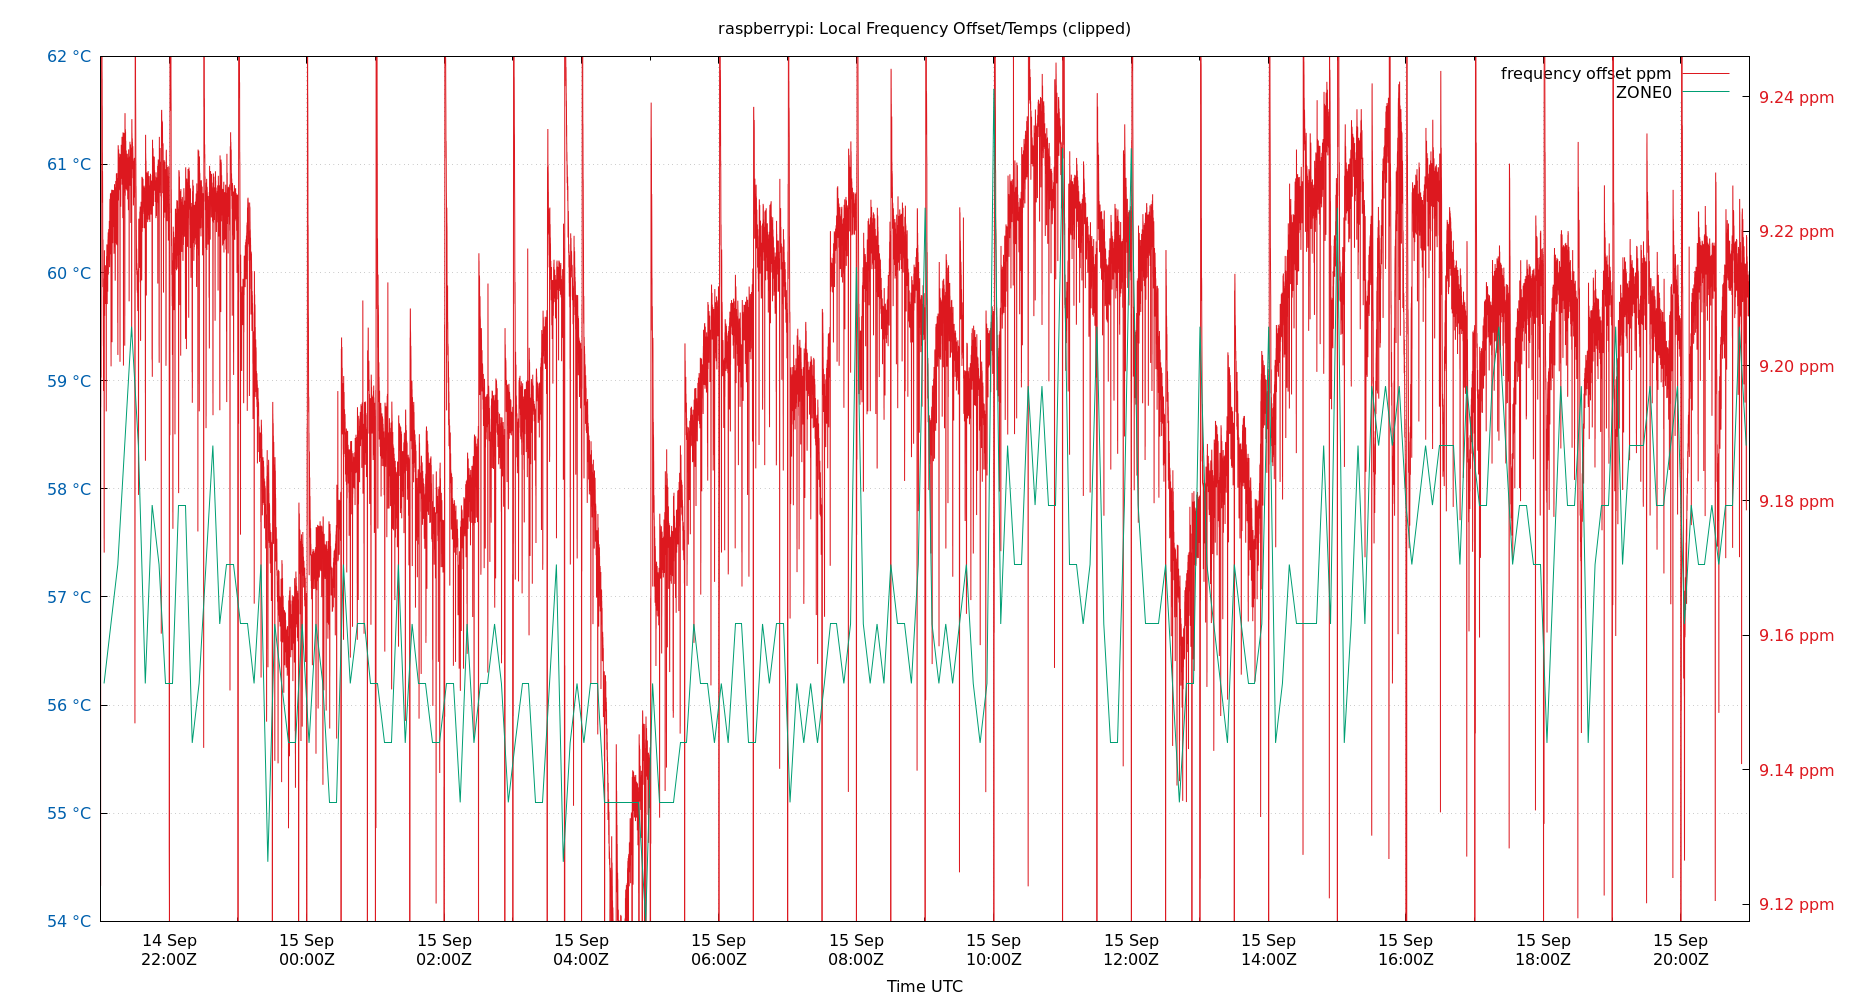 raspberrypi: Local Frequency Offset/Temps (clipped)
62 °C
61 °C
60 °C
59 °C
58 °C
57 °C
56 °C
55 °C
54 °C
frequency offset ppm
ZONE0
9.24 ppm
9.22 ppm
9.20 ppm
9.18 ppm
9.16 ppm
9.14 ppm
9.12 ppm
14 Sep 15 Sep 15 Sep 15 Sep 15 Sep 15 Sep 15 Sep 15 Sep 15 Sep 15 Sep 15 Sep 15 Sep
22:00Z 00:00Z 02:00Z 04:00Z 06:00Z 08:00Z 10:00Z 12:00Z 14:00Z 16:00Z 18:00Z 20:00Z
Time UTC